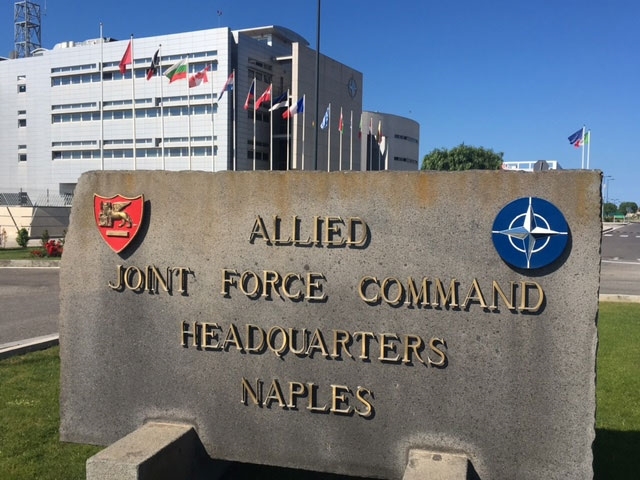 ALLIED
JOINT FORCE COMMAND
HEADQUARTERS
NAPLES